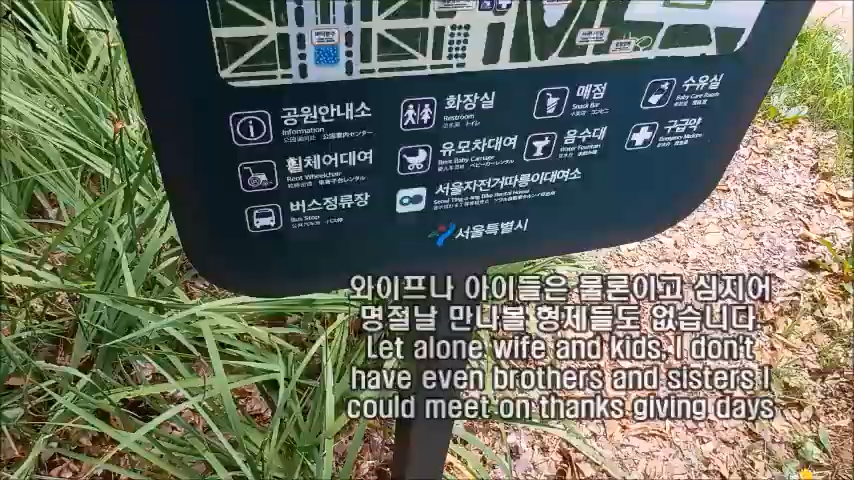 공원안내소
Information
화장실
Restroom
매점
Snack Bar
수유실
Baby Care Room
휠체어대여
Rent Wheelchair
유모차대여
Rent Baby Carriage
음수대
Water Fountain
구급약
버스정류장
Bus Stop
서울자전거따릉이대여소
서울특별시
와이프나 아이들은 물론이고 심지어
명절날 만나볼 형제들도 없습니다.
Let alone wife and kids, I don't
have even brothers and sisters I
could meet on thanks giving days